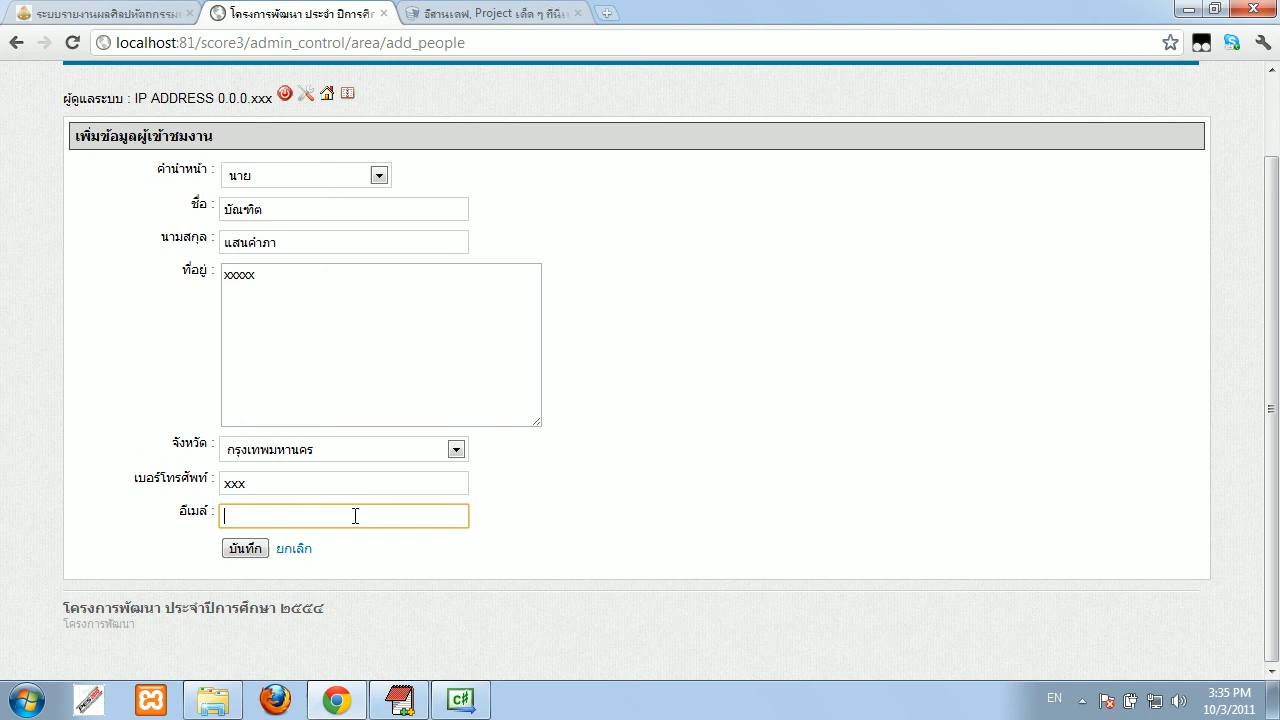 ระบบรายงานผลศิลปหัตถกรรม
โครงการพัฒนา ประจำ ปีการศึก
อีสานเดฟ, Project เด็ด ๆ ที่นี่
localhost:81/score3/admin_control/area/add_people
ผู้ดูแลระบบ : IP ADDRESS 0.0.0.xxx
เพิ่มข้อมูลผู้เข้าชมงาน
คำนำหน้า : นาย
ชื่อ : บัณฑิต
นามสกุล : แสนคำภา
ที่อยู่ : xxxxx
จังหวัด : กรุงเทพมหานคร
เบอร์โทรศัพท์ : xxx
อีเมล์ :
บันทึก ยกเลิก
โครงการพัฒนา ประจำปีการศึกษา ๒๕๕๔
โครงการพัฒนา
C#
EN
3:35 PM
10/3/2011